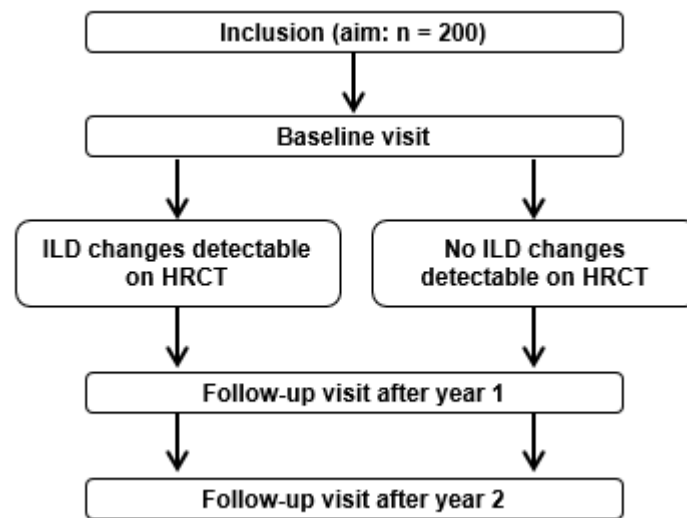 Inclusion (aim: n = 200)
Baseline visit
ILD changes detectable
on HRCT
No ILD changes
detectable on HRCT
Follow-up visit after year 1
Follow-up visit after year 2